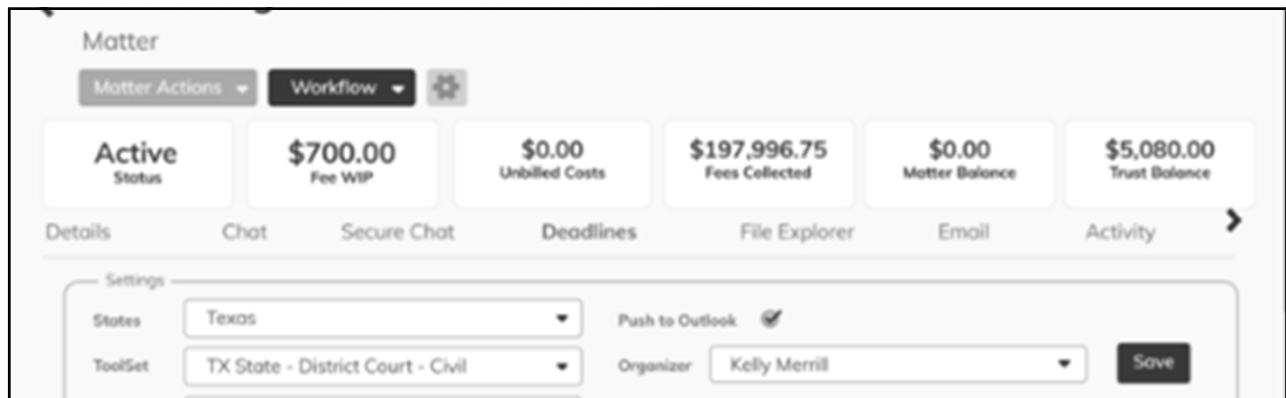 Matter
Matter Actions Workflow
Active $700.00 $0.00 $197,996.75 $0.00 $5,080.00
Status Fee WIP Unbilled Costs Fees Collected Matter Balance Trust Balance
Details Chat Secure Chat Deadlines File Explorer Email Activity
Settings
States Texas Push to Outlook
ToolSet TX State - District Court - Civil Organizer Kelly Merrill Save